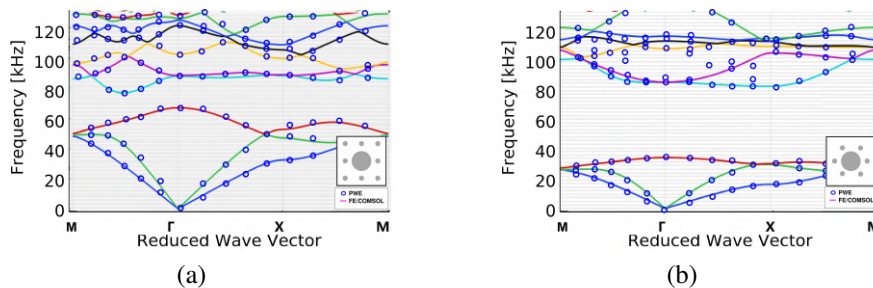 Frequency [kHz]
120
100
80
60
40
20
0
M Γ X M
Reduced Wave Vector
PWE
FE/COMSOL
(a)
Frequency [kHz]
120
100
80
60
40
20
0
M Γ X M
Reduced Wave Vector
PWE
FE/COMSOL
(b)